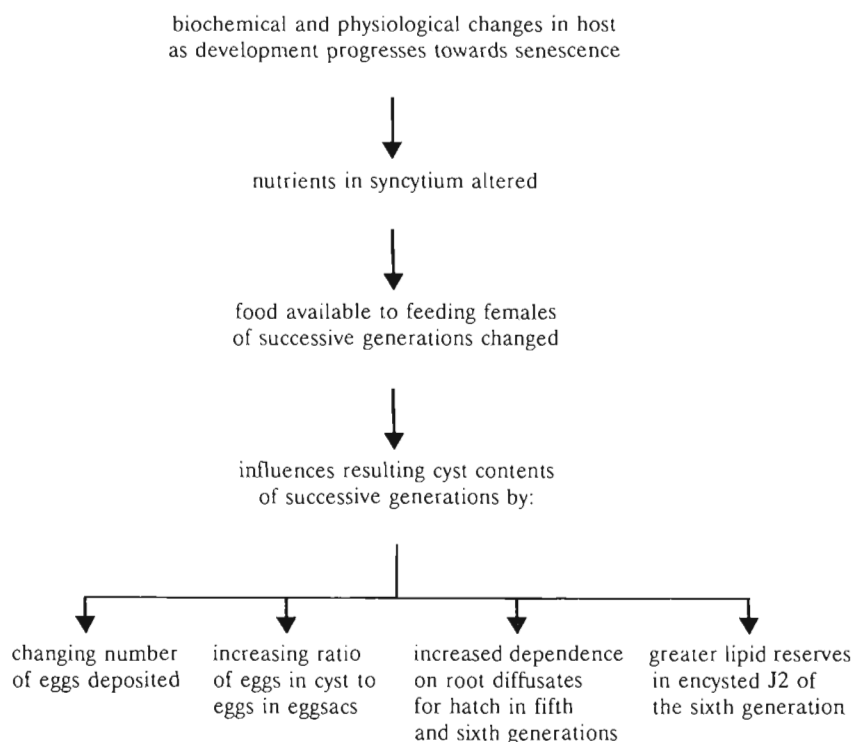 biochemical and physiological changes in host
as development progresses towards senescence
nutrients in syncytium altered
food available to feeding females
of successive generations changed
influences resulting cyst contents
of successive generations by:
changing number
of eggs deposited
increasing ratio
of eggs in cyst to
eggs in eggsacs
increased dependence
on root diffusates
for hatch in fifth
and sixth generations
greater lipid reserves
in encysted J2 of
the sixth generation